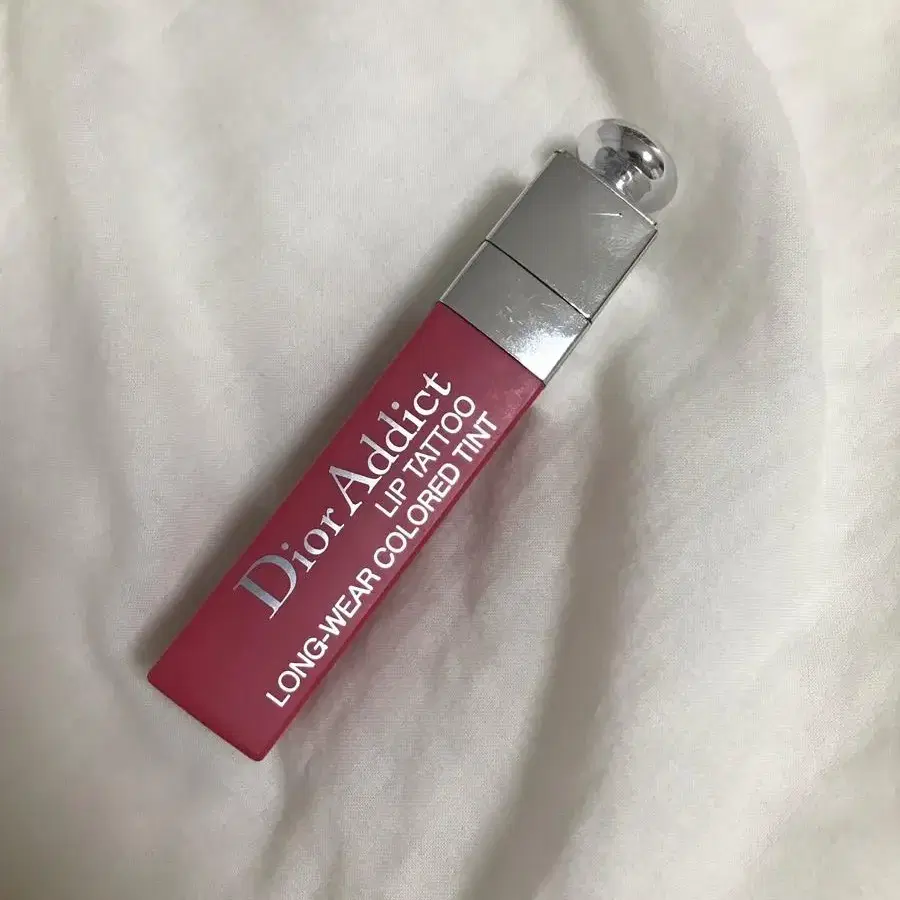 Dior Addict
LIP TATTOO
LONG-WEAR COLORED TINT